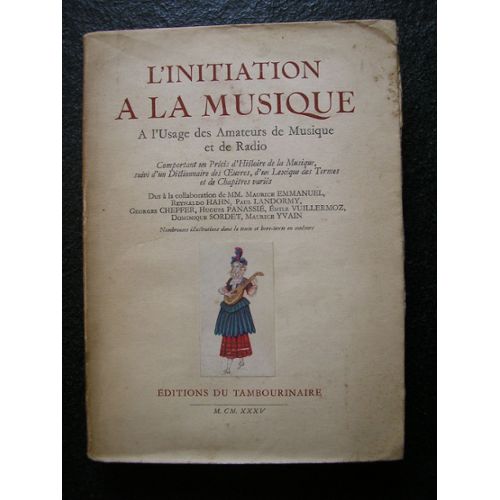 L'INITIATION
A LA MUSIQUE
A l'Usage des Amateurs de Musique
et de Radio
Comportant un Précis d'Histoire de la Musique,
suivi d'un Dictionnaire des Œuvres, d'un Lexique des Termes
et de Chapitres variés
Dus à la collaboration de MM. MAURICE EMMANUEL,
REYNALDO HAHN, PAUL LANDORMY,
GEORGES CHEPFER, HUGUES PANASSIÉ, ÉMILE VUILLERMOZ,
DOMINIQUE SORDET, MAURICE YVAIN
Nombreuses illustrations dans le texte et hors-texte en couleurs
EDITIONS DU TAMBOURINAIRE
M. CM. XXXV